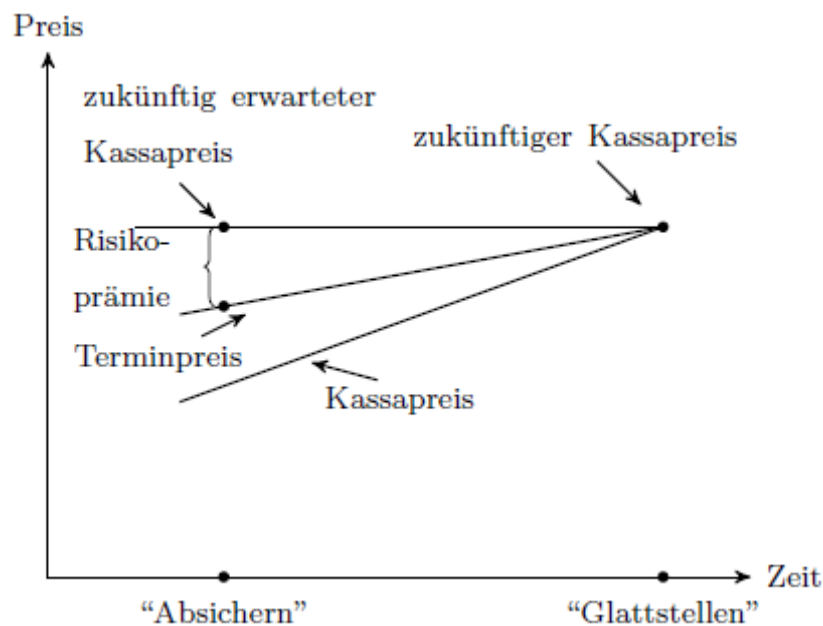 Preis
zukünftig erwarteter
Kassapreis
zukünftiger Kassapreis
Risiko-
prämie
Terminpreis
Kassapreis
Zeit
“Absichern”
“Glattstellen”